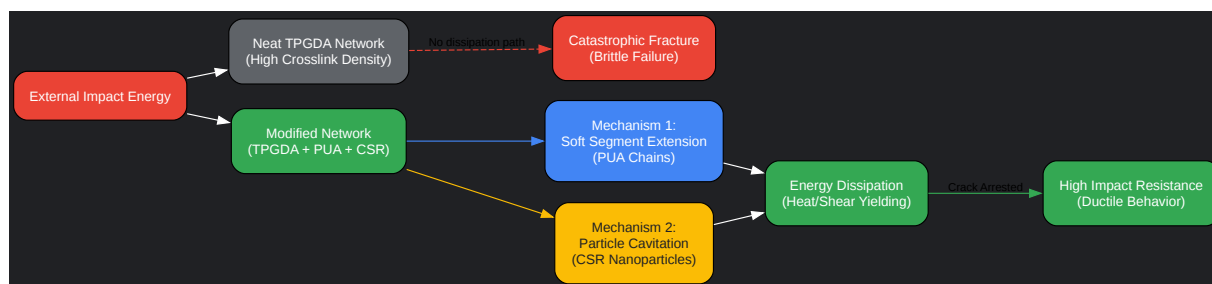 External Impact Energy
Neat TPGDA Network
(High Crosslink Density)
No dissipation path
Catastrophic Fracture
(Brittle Failure)
Modified Network
(TPGDA + PUA + CSR)
Mechanism 1:
Soft Segment Extension
(PUA Chains)
Mechanism 2:
Particle Cavitation
(CSR Nanoparticles)
Energy Dissipation
(Heat/Shear Yielding)
Crack Arrested
High Impact Resistance
(Ductile Behavior)